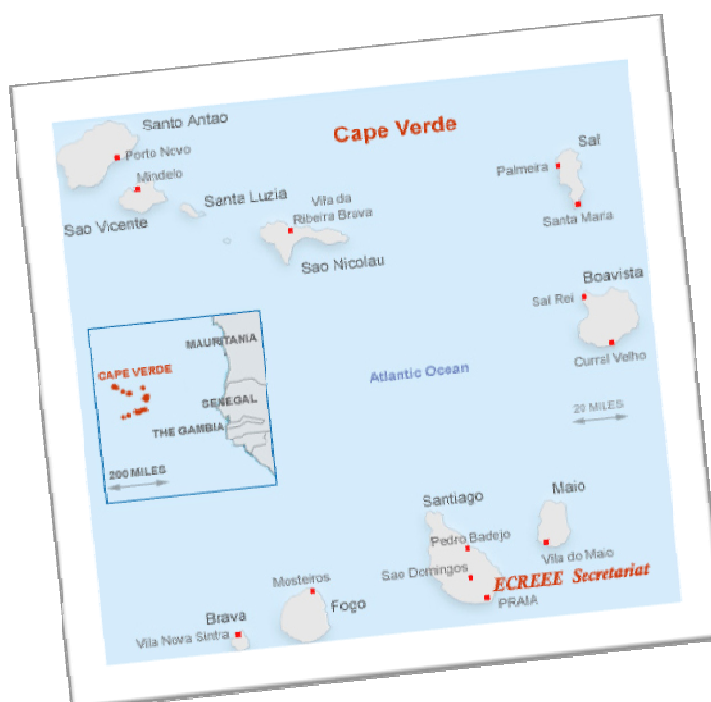 Santo Antao
Cape Verde
Porto Novo
Mindelo
Sal
Palmeira
Santa Luzia
Vila da
Ribeira Brava
Santa Maria
Sao Vicente
Sao Nicolau
Boavista
Sal Rei
Curral Velho
MAURITANIA
CAPE VERDE
SENEGAL
THE GAMBIA
200 MILES
Atlantic Ocean
20 MILES
Santiago
Maio
Pedro Badejo
Vila do Maio
Sao Domingos
ECREEE Secretariat
PRAIA
Mosteiros
Fogo
Brava
Vila Nova Sintra